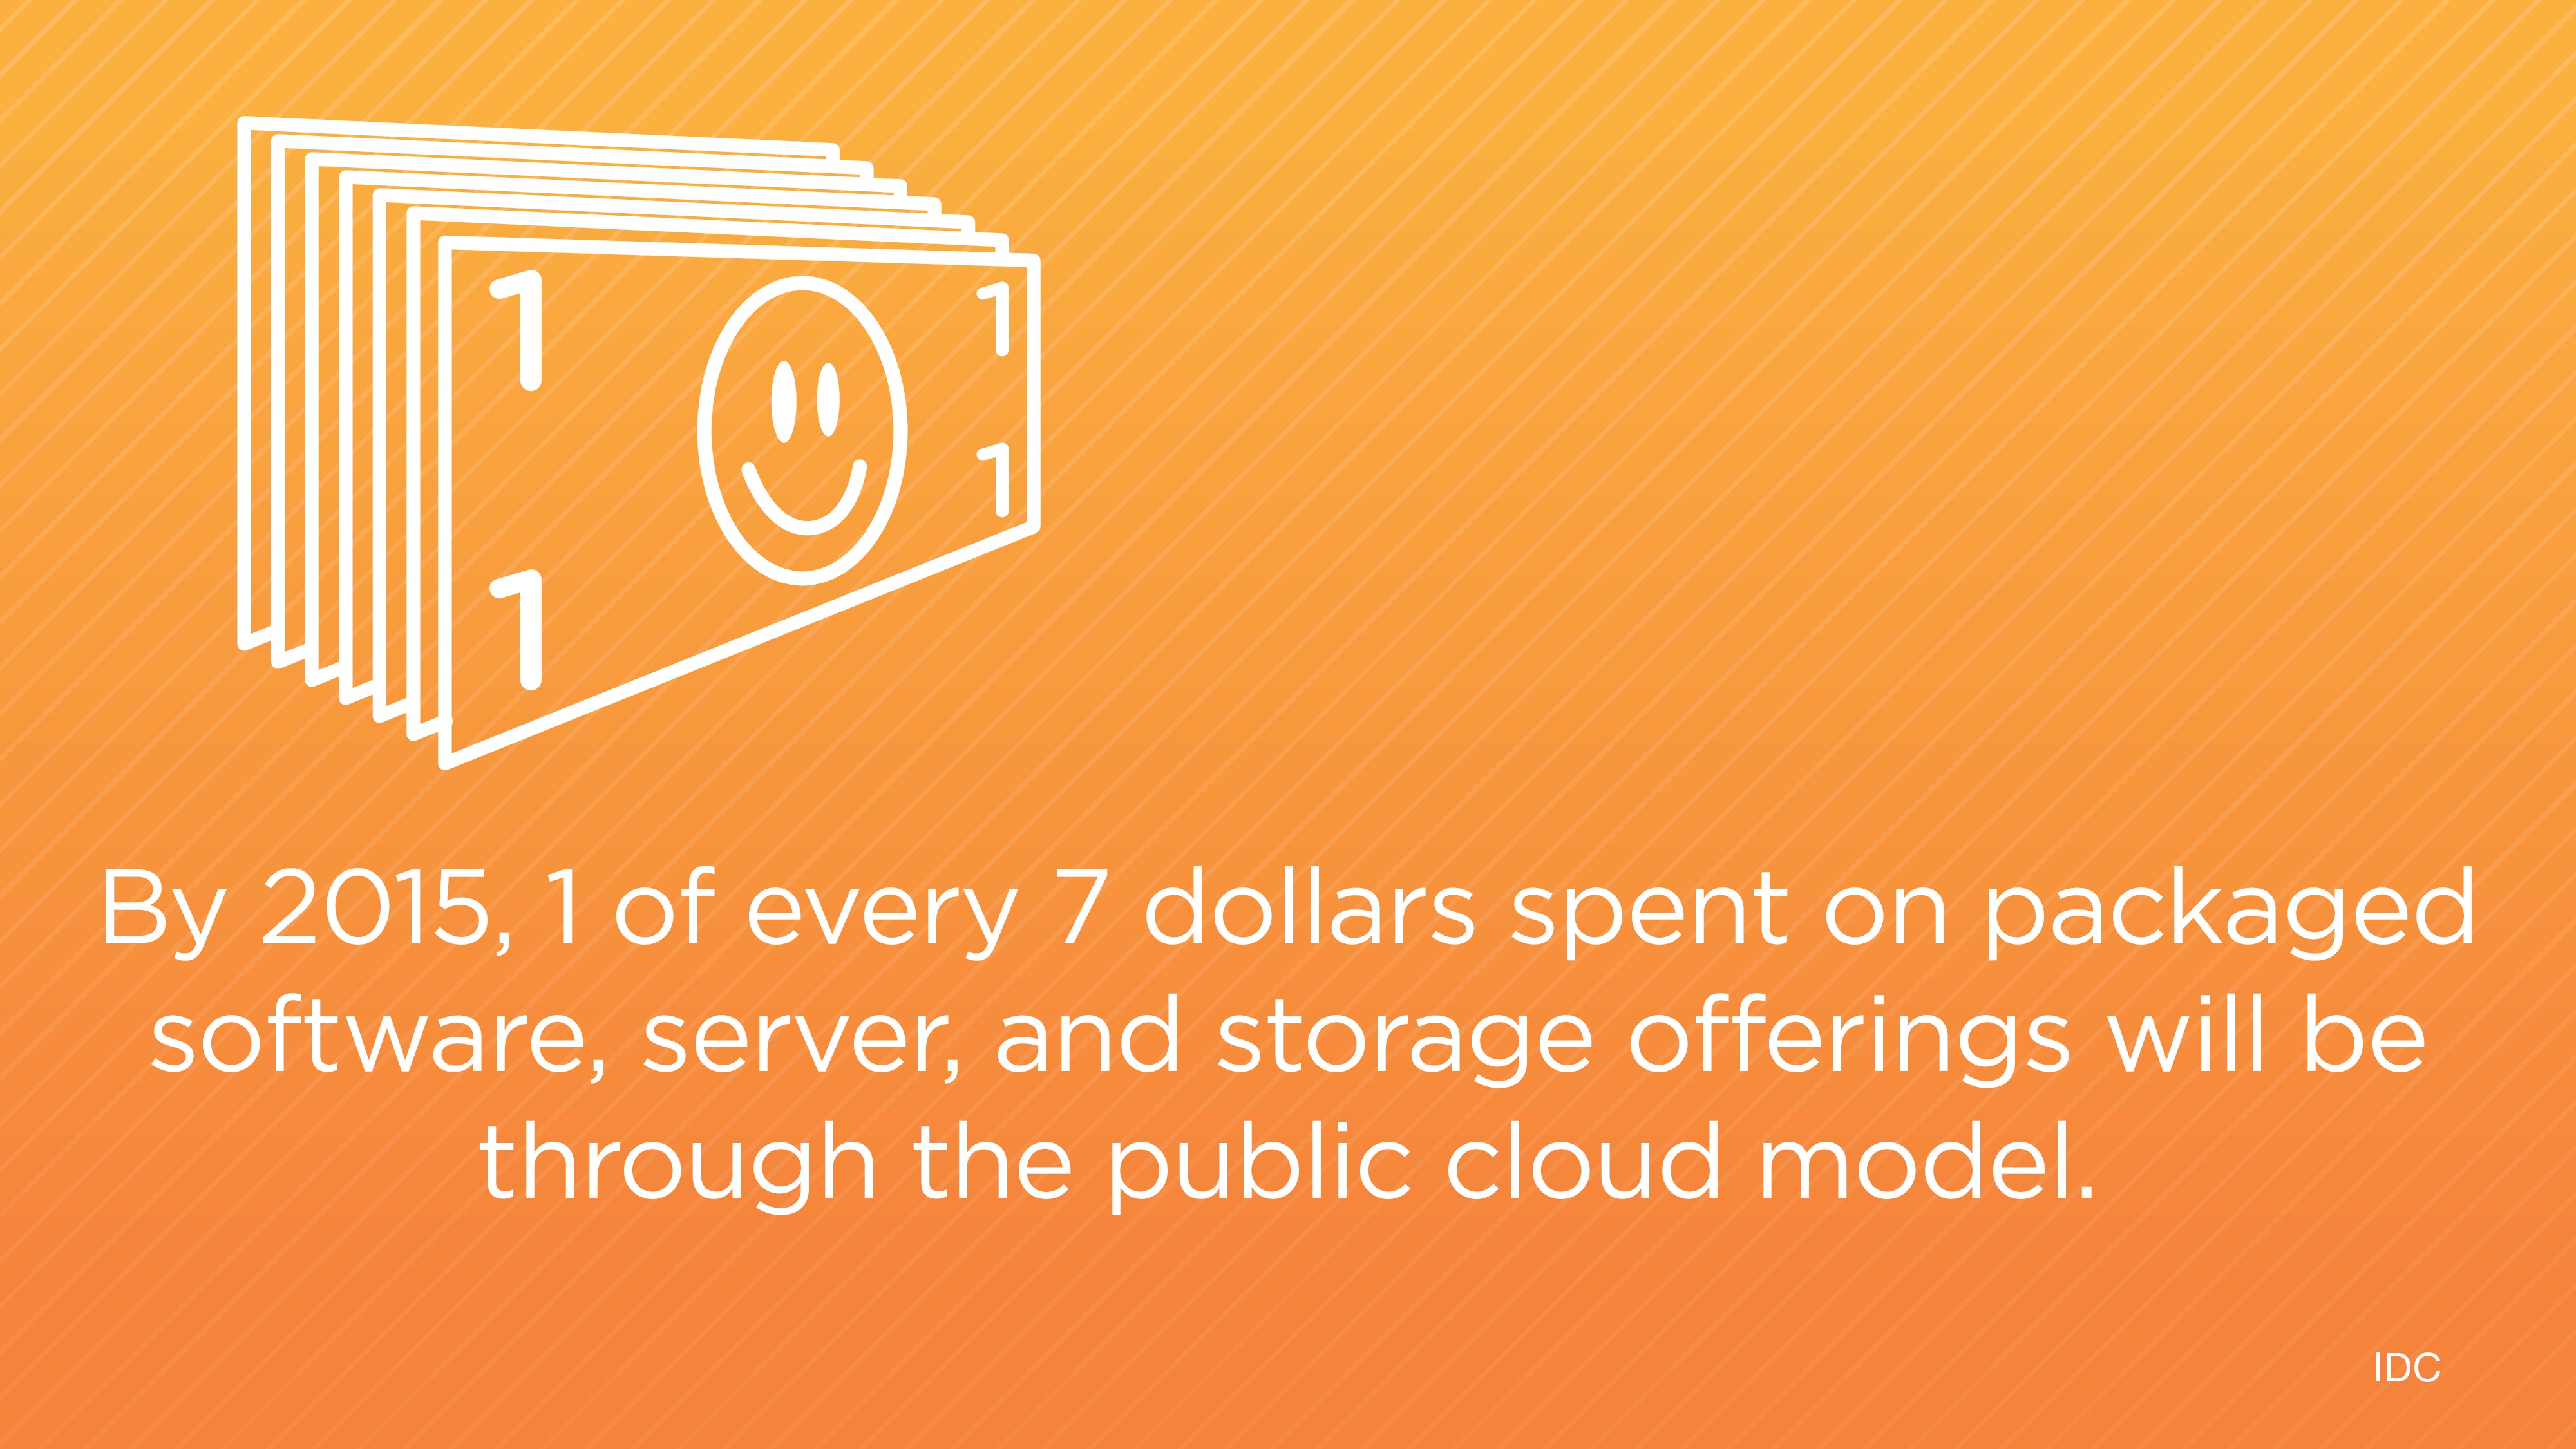 1 1
1 1
By 2015, 1 of every 7 dollars spent on packaged
software, server, and storage offerings will be
through the public cloud model.
IDC